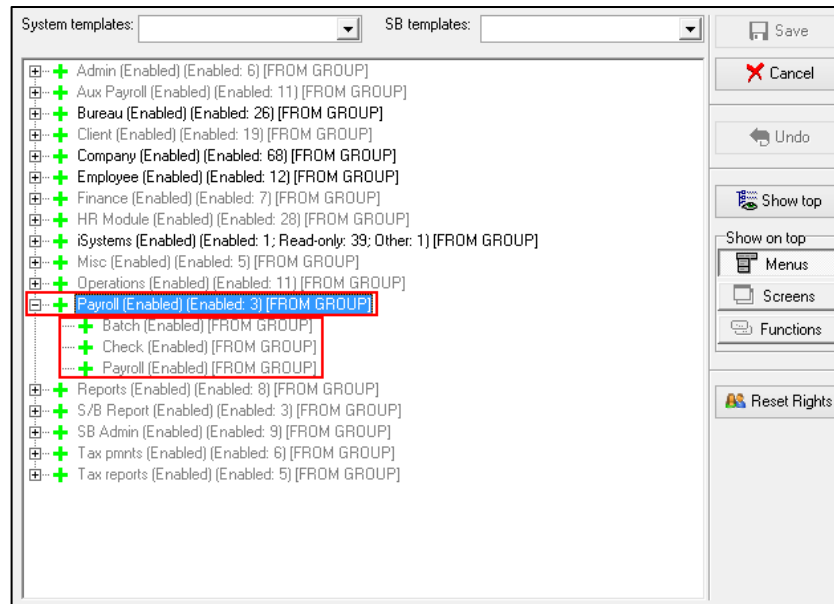 System templates: SB templates:
Save
Cancel
Undo
Show top
Show on top
Menus
Screens
Functions
Reset Rights
Admin (Enabled) (Enabled: 6) [FROM GROUP]
Aux Payroll (Enabled) (Enabled: 11) [FROM GROUP]
Bureau (Enabled) (Enabled: 26) [FROM GROUP]
Client (Enabled) (Enabled: 19) [FROM GROUP]
Company (Enabled) (Enabled: 68) [FROM GROUP]
Employee (Enabled) (Enabled: 12) [FROM GROUP]
Finance (Enabled) (Enabled: 7) [FROM GROUP]
HR Module (Enabled) (Enabled: 28) [FROM GROUP]
iSystems (Enabled) (Enabled: 1; Read-only: 39; Other: 1) [FROM GROUP]
Misc (Enabled) (Enabled: 5) [FROM GROUP]
Operations (Enabled) (Enabled: 11) [FROM GROUP]
Payroll (Enabled) (Enabled: 3) [FROM GROUP]
Batch (Enabled) [FROM GROUP]
Check (Enabled) [FROM GROUP]
Payroll (Enabled) [FROM GROUP]
Reports (Enabled) (Enabled: 8) [FROM GROUP]
S/B Report (Enabled) (Enabled: 3) [FROM GROUP]
SB Admin (Enabled) (Enabled: 9) [FROM GROUP]
Tax pmnts (Enabled) (Enabled: 6) [FROM GROUP]
Tax reports (Enabled) (Enabled: 5) [FROM GROUP]